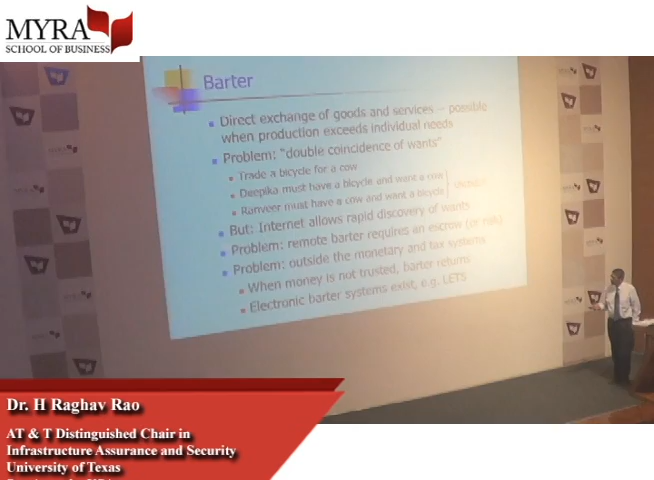 MYRA
SCHOOL OF BUSINESS
Barter
Direct exchange of goods and services – possible
when production exceeds individual needs
Problem: "double coincidence of wants"
Trade a bicycle for a cow
Deepika must have a bicycle and want a cow
Ranveer must have a cow and want a bicycle
But: Internet allows rapid discovery of wants
Problem: remote barter requires an escrow (or risk)
Problem: outside the monetary and tax systems
When money is not trusted, barter returns
Electronic barter systems exist, e.g. LETS
Dr. H Raghav Rao
AT & T Distinguished Chair in
Infrastructure Assurance and Security
University of Texas